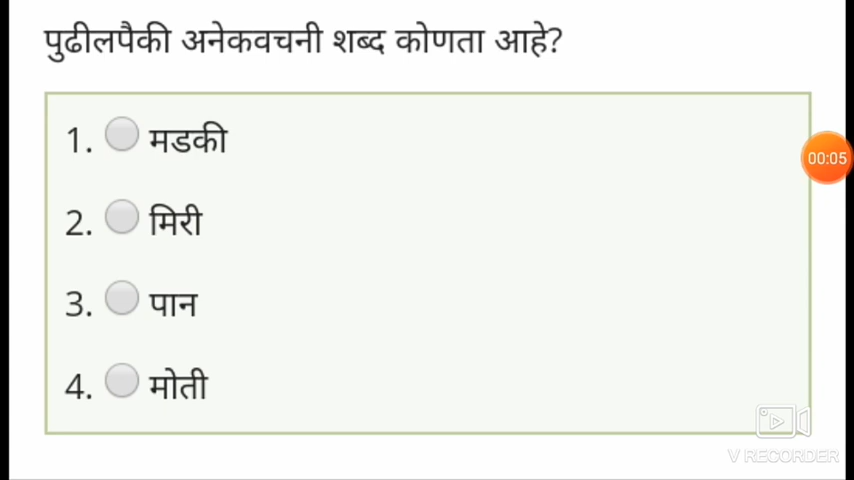 पुढीलपैकी अनेकवचनी शब्द कोणता आहे?
1. मडकी
00:05
2. मिरी
3. पान
4. मोती
V RECORDER